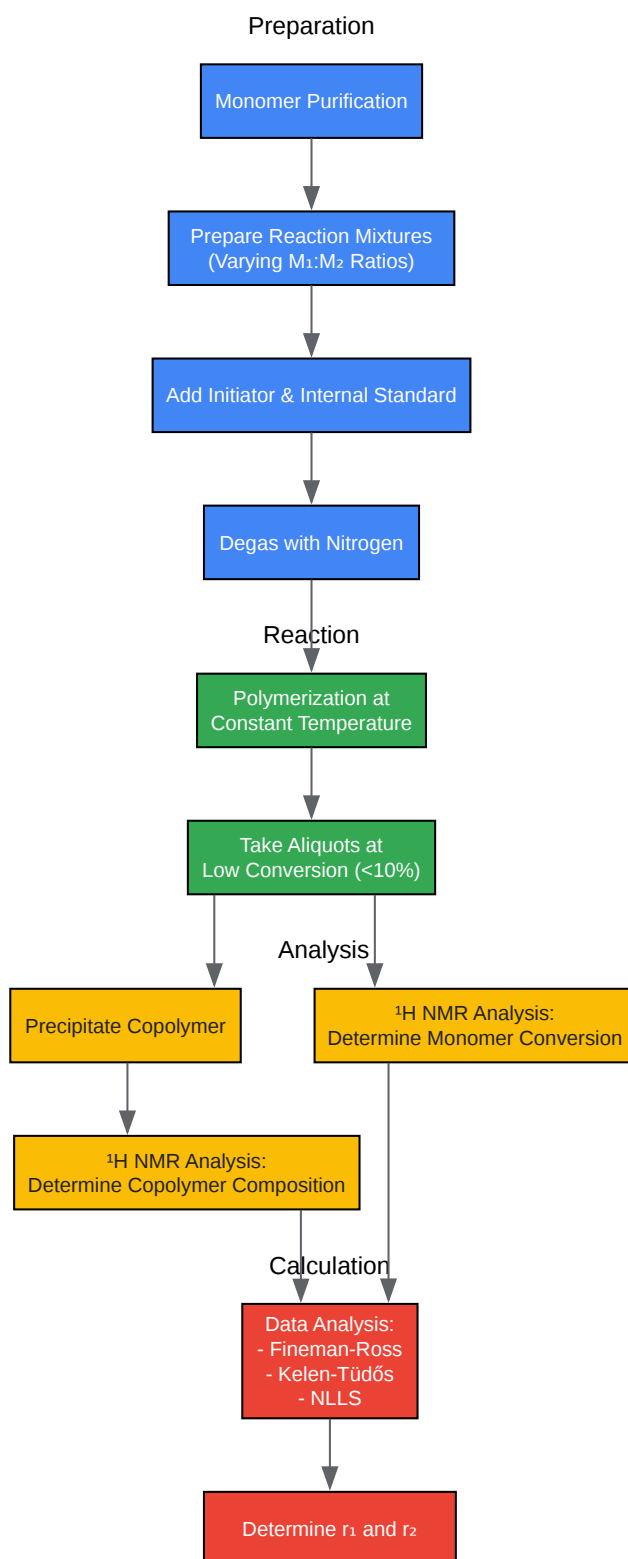 Preparation
Monomer Purification
Prepare Reaction Mixtures
(Varying M₁:M₂ Ratios)
Add Initiator & Internal Standard
Degas with Nitrogen
Reaction
Polymerization at
Constant Temperature
Take Aliquots at
Low Conversion (<10%)
Analysis
Precipitate Copolymer
¹H NMR Analysis:
Determine Monomer Conversion
¹H NMR Analysis:
Determine Copolymer Composition
Calculation
Data Analysis:
- Fineman-Ross
- Kelen-Tüdős
- NLLS
Determine r₁ and r₂